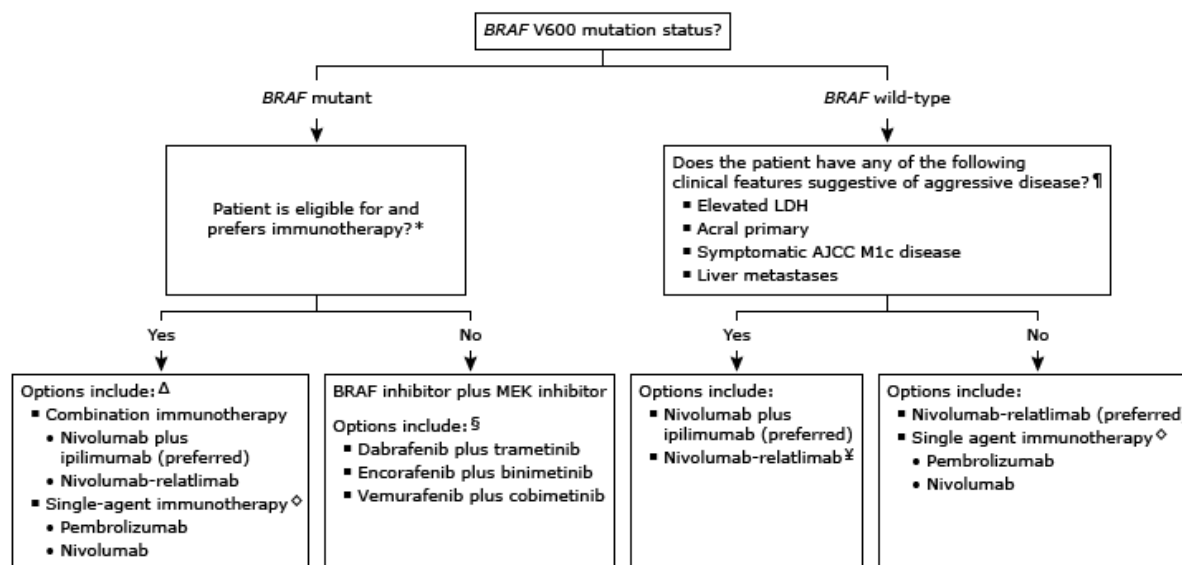 BRAF V600 mutation status?
BRAF mutant
BRAF wild-type
Patient is eligible for and
prefers immunotherapy?*
Does the patient have any of the following
clinical features suggestive of aggressive disease?¶
▪ Elevated LDH
▪ Acral primary
▪ Symptomatic AJCC M1c disease
▪ Liver metastases
Yes
No
Yes
No
Options include:Δ
▪ Combination immunotherapy
• Nivolumab plus
ipilimumab (preferred)
• Nivolumab-relatlimab
▪ Single-agent immunotherapy◇
• Pembrolizumab
• Nivolumab
BRAF inhibitor plus MEK inhibitor
Options include:§
▪ Dabrafenib plus trametinib
▪ Encorafenib plus binimetinib
▪ Vemurafenib plus cobimetinib
Options include:
▪ Nivolumab plus
ipilimumab (preferred)
▪ Nivolumab-relatlimab¥
Options include:
▪ Nivolumab-relatlimab (preferred)
▪ Single agent immunotherapy◇
• Pembrolizumab
• Nivolumab